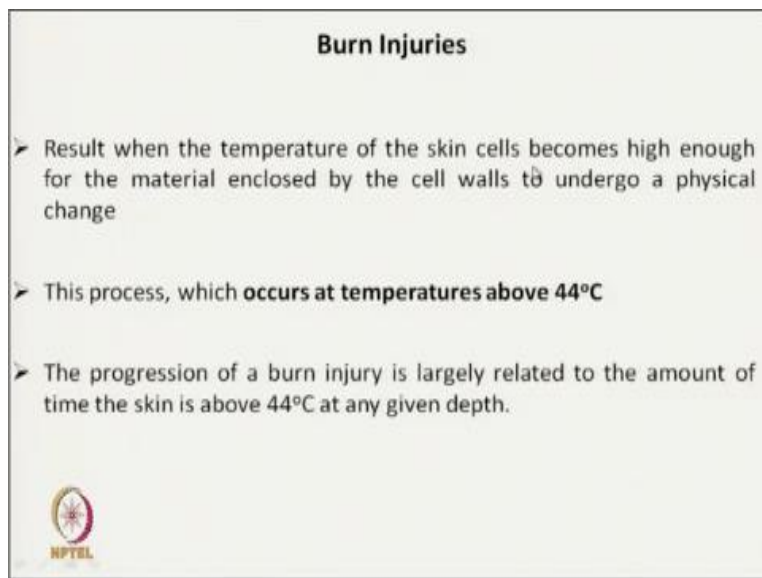 Burn Injuries
➢ Result when the temperature of the skin cells becomes high enough
for the material enclosed by the cell walls to undergo a physical
change
➢ This process, which occurs at temperatures above 44°C
➢ The progression of a burn injury is largely related to the amount of
time the skin is above 44°C at any given depth.
NPTEL